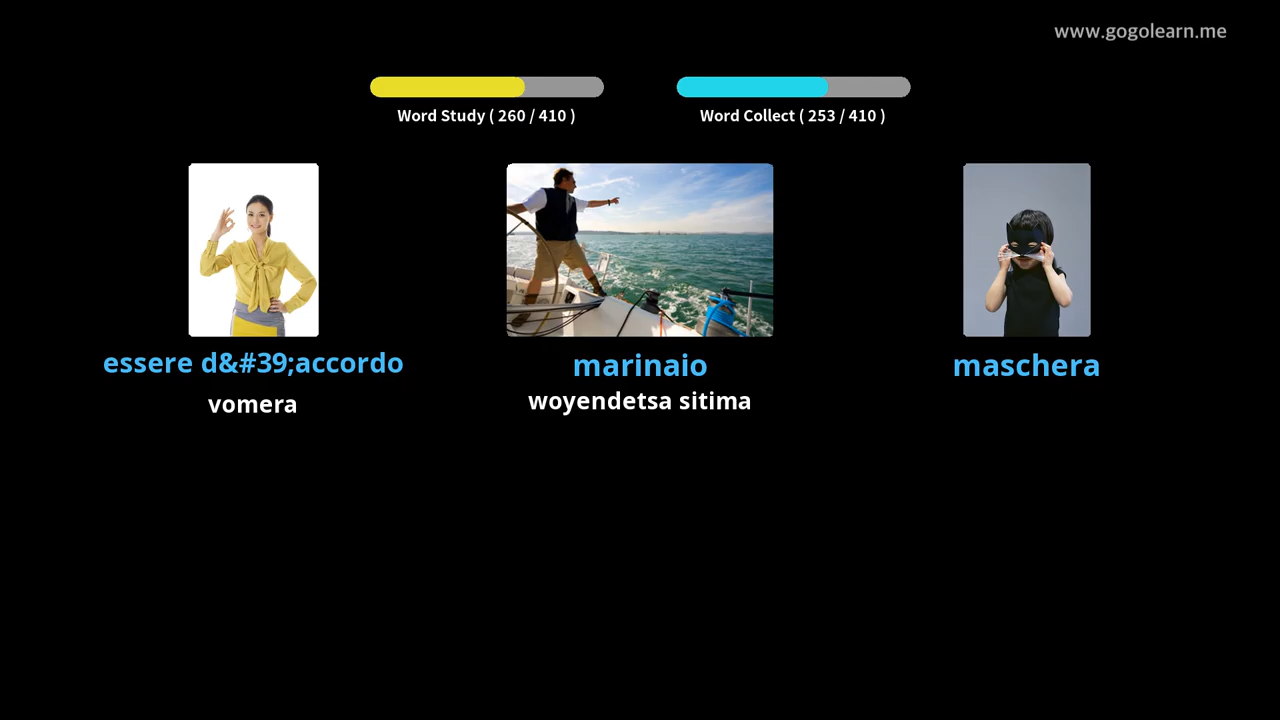 www.gogolearn.me
Word Study ( 260 / 410 )
Word Collect ( 253 / 410 )
essere d&#39;accordo
marinaio
maschera
vomera
woyendetsa sitima